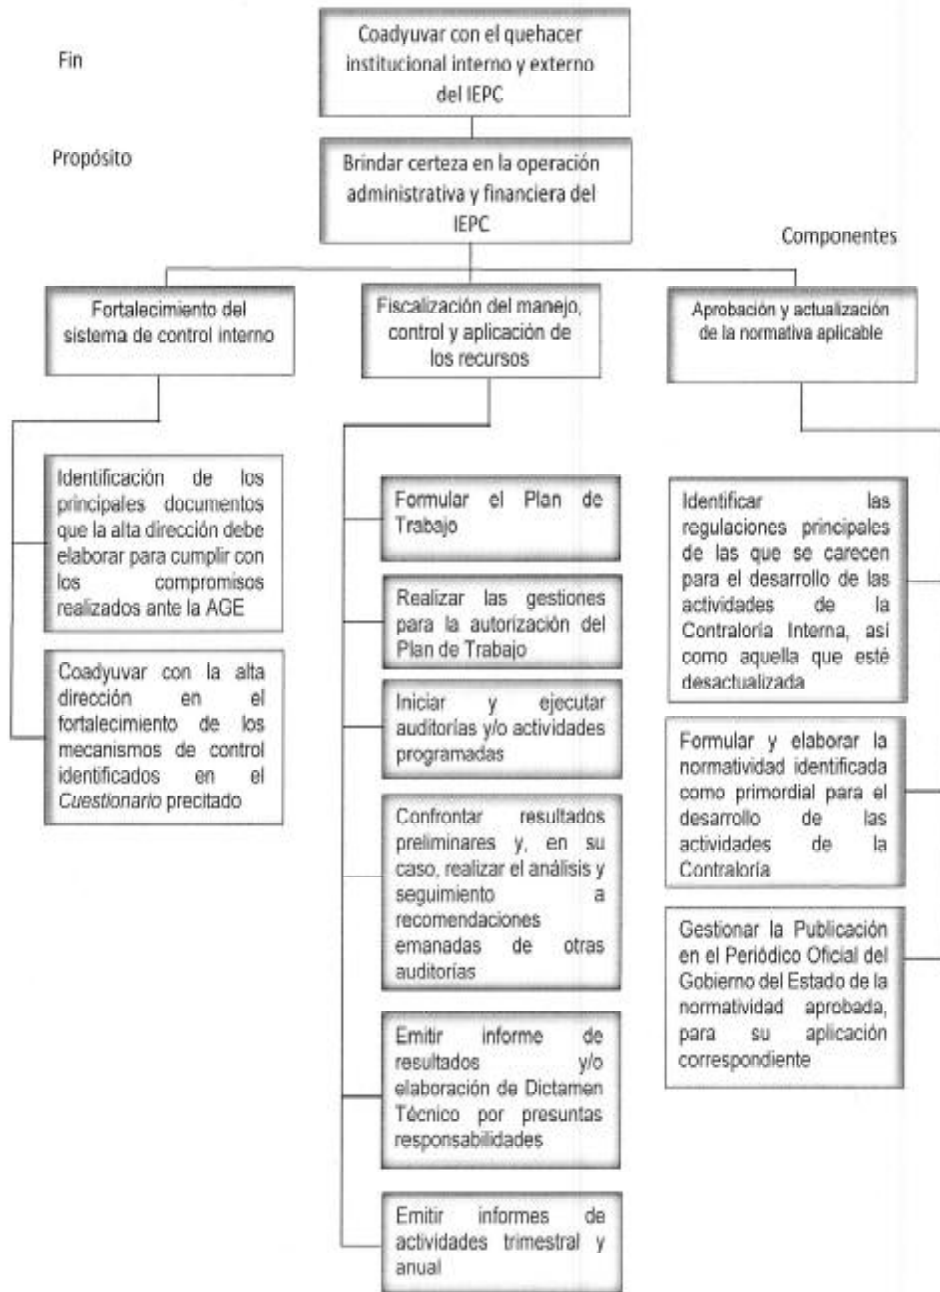 Fin
Coadyuvar con el quehacer
institucional interno y externo
del IEPC
Propósito
Brindar certeza en la operación
administrativa y financiera del
IEPC
Componentes
Fortalecimiento del
sistema de control interno
Fiscalización del manejo,
control y aplicación de
los recursos
Aprobación y actualización
de la normativa aplicable
Identificación de los
principales documentos
que la alta dirección debe
elaborar para cumplir con
los compromisos
realizados ante la AGE
Coadyuvar con la alta
dirección en el
fortalecimiento de los
mecanismos de control
identificados en el
Cuestionario precitado
Formular el Plan de
Trabajo
Realizar las gestiones
para la autorización del
Plan de Trabajo
Iniciar y ejecutar
auditorías y/o actividades
programadas
Confrontar resultados
preliminares y, en su
caso, realizar el análisis y
seguimiento a
recomendaciones
emanadas de otras
auditorías
Emitir informe de
resultados y/o
elaboración de Dictamen
Técnico por presuntas
responsabilidades
Emitir informes de
actividades trimestral y
anual
Identificar las
regulaciones principales
de las que se carecen
para el desarrollo de las
actividades de la
Contraloría Interna, así
como aquella que esté
desactualizada
Formular y elaborar la
normatividad identificada
como primordial para el
desarrollo de las
actividades de la
Contraloría
Gestionar la Publicación
en el Periódico Oficial del
Gobierno del Estado de la
normatividad aprobada,
para su aplicación
correspondiente